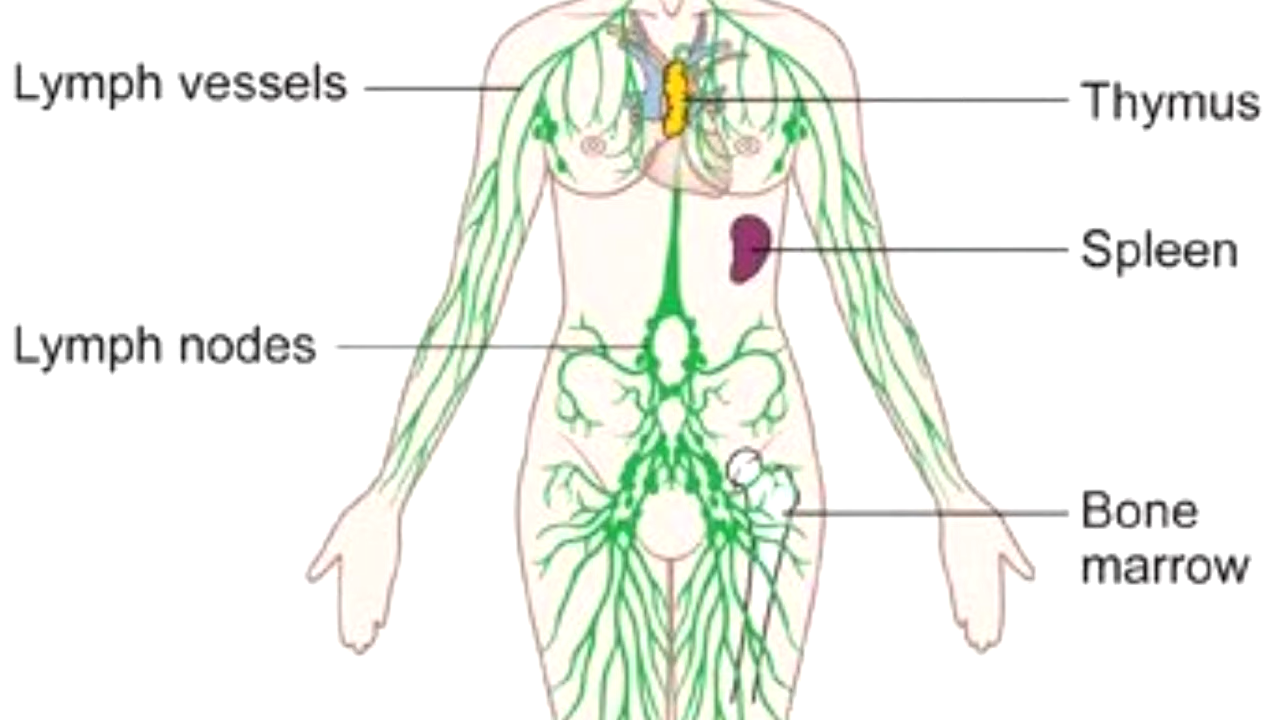 Lymph vessels
Thymus
Spleen
Lymph nodes
Bone
marrow